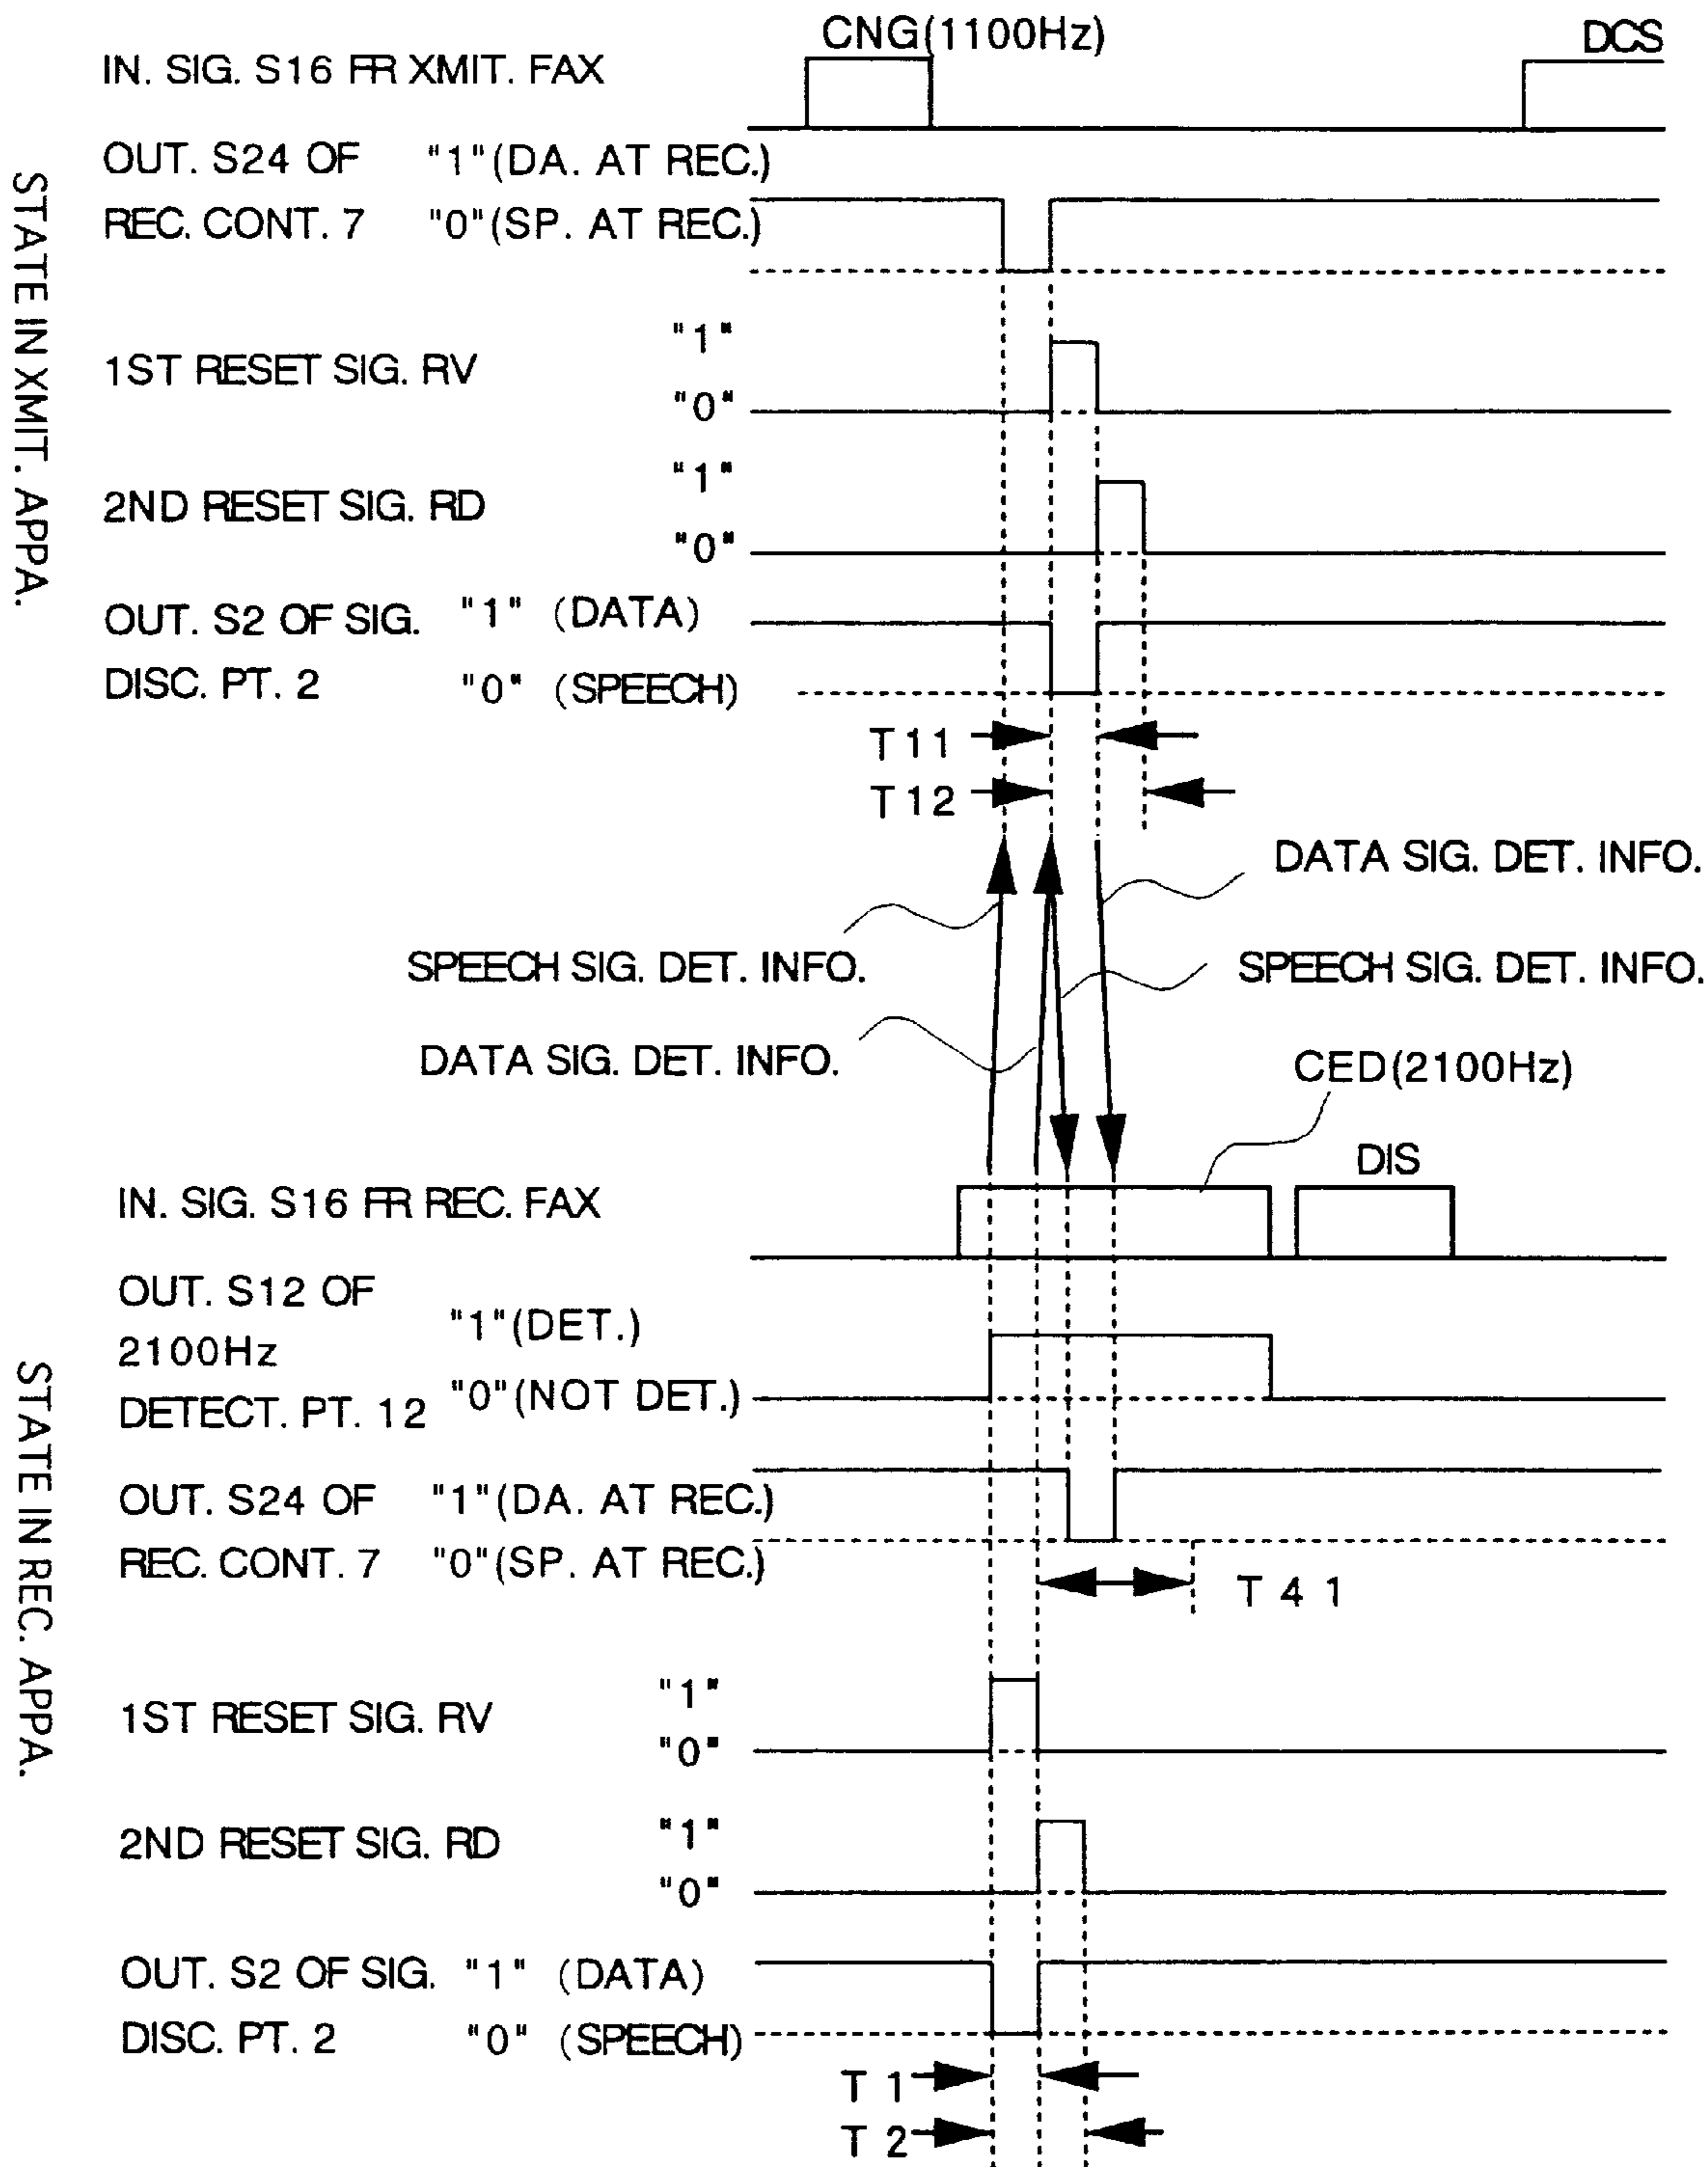 CNG(1100Hz)
DCS
IN. SIG. S16 FR XMIT. FAX
OUT. S24 OF "1"(DA. AT REC.)
REC. CONT. 7 "0"(SP. AT REC.)
STATE IN XMIT. APPA.
"1"
1ST RESET SIG. RV
"0"
"1"
2ND RESET SIG. RD
"0"
OUT. S2 OF SIG. "1" (DATA)
DISC. PT. 2 "0" (SPEECH)
T11
T12
DATA SIG. DET. INFO.
SPEECH SIG. DET. INFO.
SPEECH SIG. DET. INFO.
DATA SIG. DET. INFO.
CED(2100Hz)
DIS
IN. SIG. S16 FR REC. FAX
OUT. S12 OF
"1"(DET.)
2100Hz
DETECT. PT. 12 "0"(NOT DET.)
STATE IN REC. APPA.
OUT. S24 OF "1"(DA. AT REC.)
REC. CONT. 7 "0"(SP. AT REC.)
T 4 1
"1"
1ST RESET SIG. RV
"0"
"1"
2ND RESET SIG. RD
"0"
OUT. S2 OF SIG. "1" (DATA)
DISC. PT. 2 "0" (SPEECH)
T 1
T 2